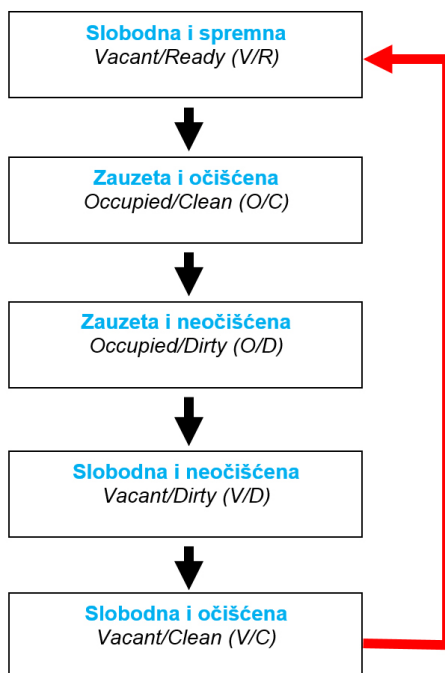 Slobodna i spremna
Vacant/Ready (V/R)
Zauzeta i očišćena
Occupied/Clean (O/C)
Zauzeta i neočišćena
Occupied/Dirty (O/D)
Slobodna i neočišćena
Vacant/Dirty (V/D)
Slobodna i očišćena
Vacant/Clean (V/C)